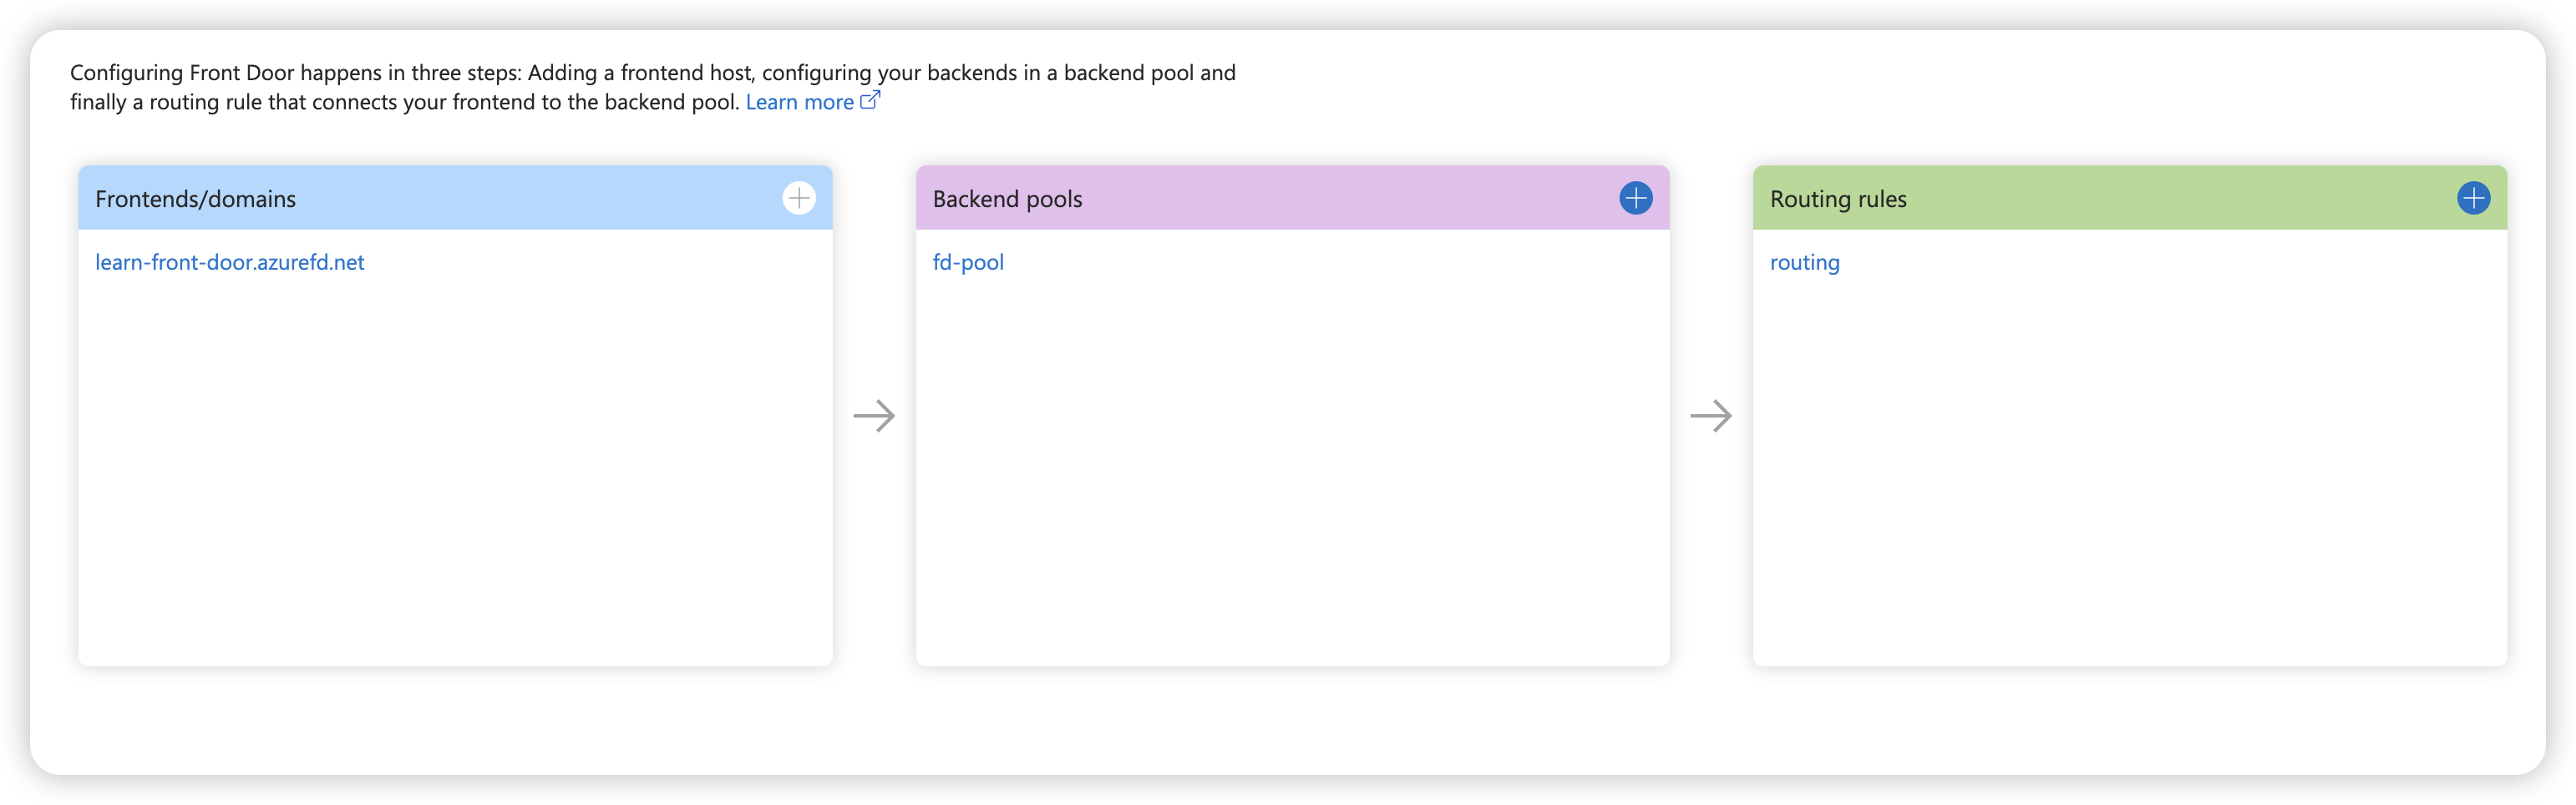 Configuring Front Door happens in three steps: Adding a frontend host, configuring your backends in a backend pool and
finally a routing rule that connects your frontend to the backend pool. Learn more
Frontends/domains
learn-front-door.azurefd.net
Backend pools
fd-pool
Routing rules
routing